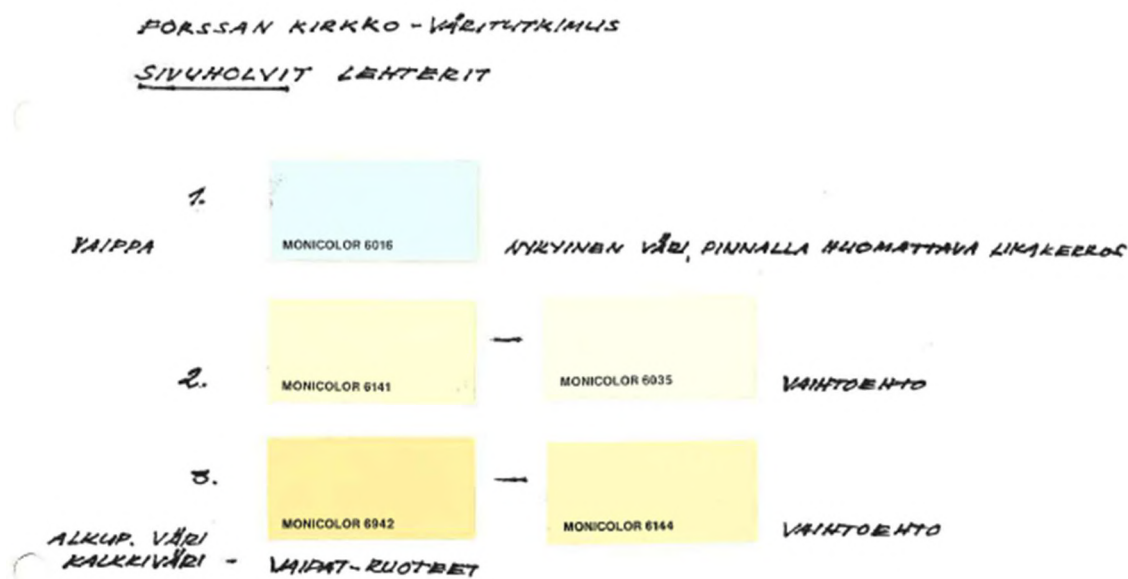 FORSSAN KIRKKO - VÄRITUTKIMUS
SIVUHOLVIT LEHTERIT
1.
MONICOLOR 6016
VAIPPA
NYKYINEN VÄRI, PINNALLA HUOMATTAVA LIKAKERROS
2.
MONICOLOR 6141
—
MONICOLOR 6035
VAIHTOEHTO
3.
MONICOLOR 6942
—
MONICOLOR 6144
VAIHTOEHTO
ALKUP. VÄRI
KALKKIVÄRI - VAIPAT-RUOTEET